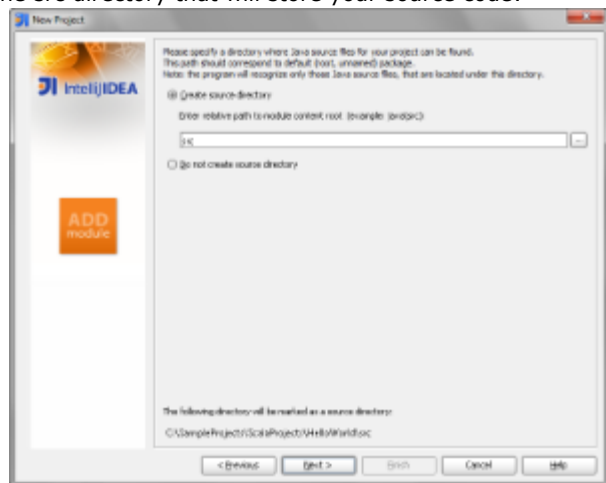 directory that will store your source code.
New Project
IntelliJIDEA
Please specify a directory where Java source files for your project can be found.
This path should correspond to default (root, unnamed) package.
Note: the program will recognize only those Java source files, that are located under this directory.
Create source directory
Enter relative path to module content root (example: java\src)
src
...
Do not create source directory
ADD
module
The following directory will be marked as a source directory:
C:\SampleProjects\ScalaProjects\HelloWorld\src
< Previous
Next >
Finish
Cancel
Help